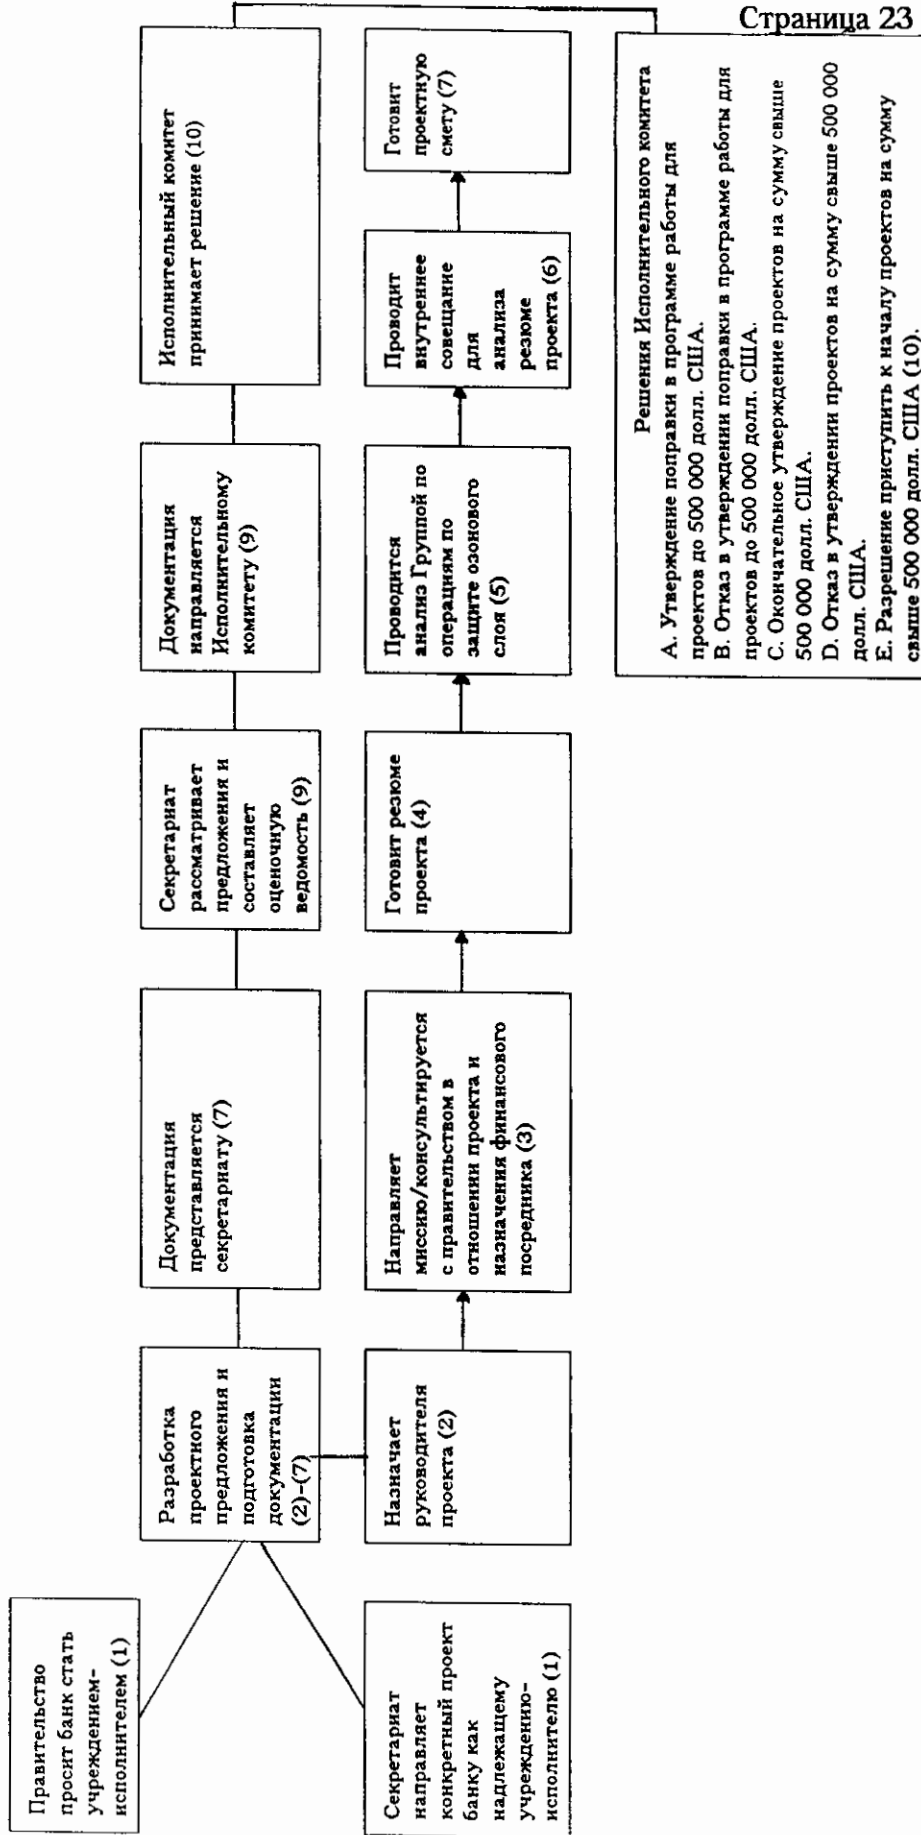 Страница 23
Правительство
просит банк стать
учреждением-
исполнителем (1)
Секретариат
направляет
конкретный проект
банку как
надлежащему
учреждению-
исполнителю (1)
Разработка
проектного
предложения и
подготовка
документации
(2)-(7)
Документация
представляется
секретариату (7)
Секретариат
рассматривает
предложения и
составляет
оценочную
ведомость (9)
Документация
направляется
Исполнительному
комитету (9)
Исполнительный комитет
принимает решение (10)
Назначает
руководителя
проекта (2)
Направляет
миссию/консультируется
с правительством в
отношении проекта и
назначения финансового
посредника (3)
Готовит резюме
проекта (4)
Проводится
анализ Группой по
операциям по
защите озонового
слоя (5)
Проводит
внутреннее
совещание
для
анализа
резюме
проекта (6)
Готовит
проектную
смету (7)
Решения Исполнительного комитета
A. Утверждение поправки в программе работы для
проектов до 500 000 долл. США.
B. Отказ в утверждении поправки в программе работы для
проектов до 500 000 долл. США.
C. Окончательное утверждение проектов на сумму свыше
500 000 долл. США.
D. Отказ в утверждении проектов на сумму свыше 500 000
долл. США.
E. Разрешение приступить к началу проектов на сумму
свыше 500 000 долл. США (10).